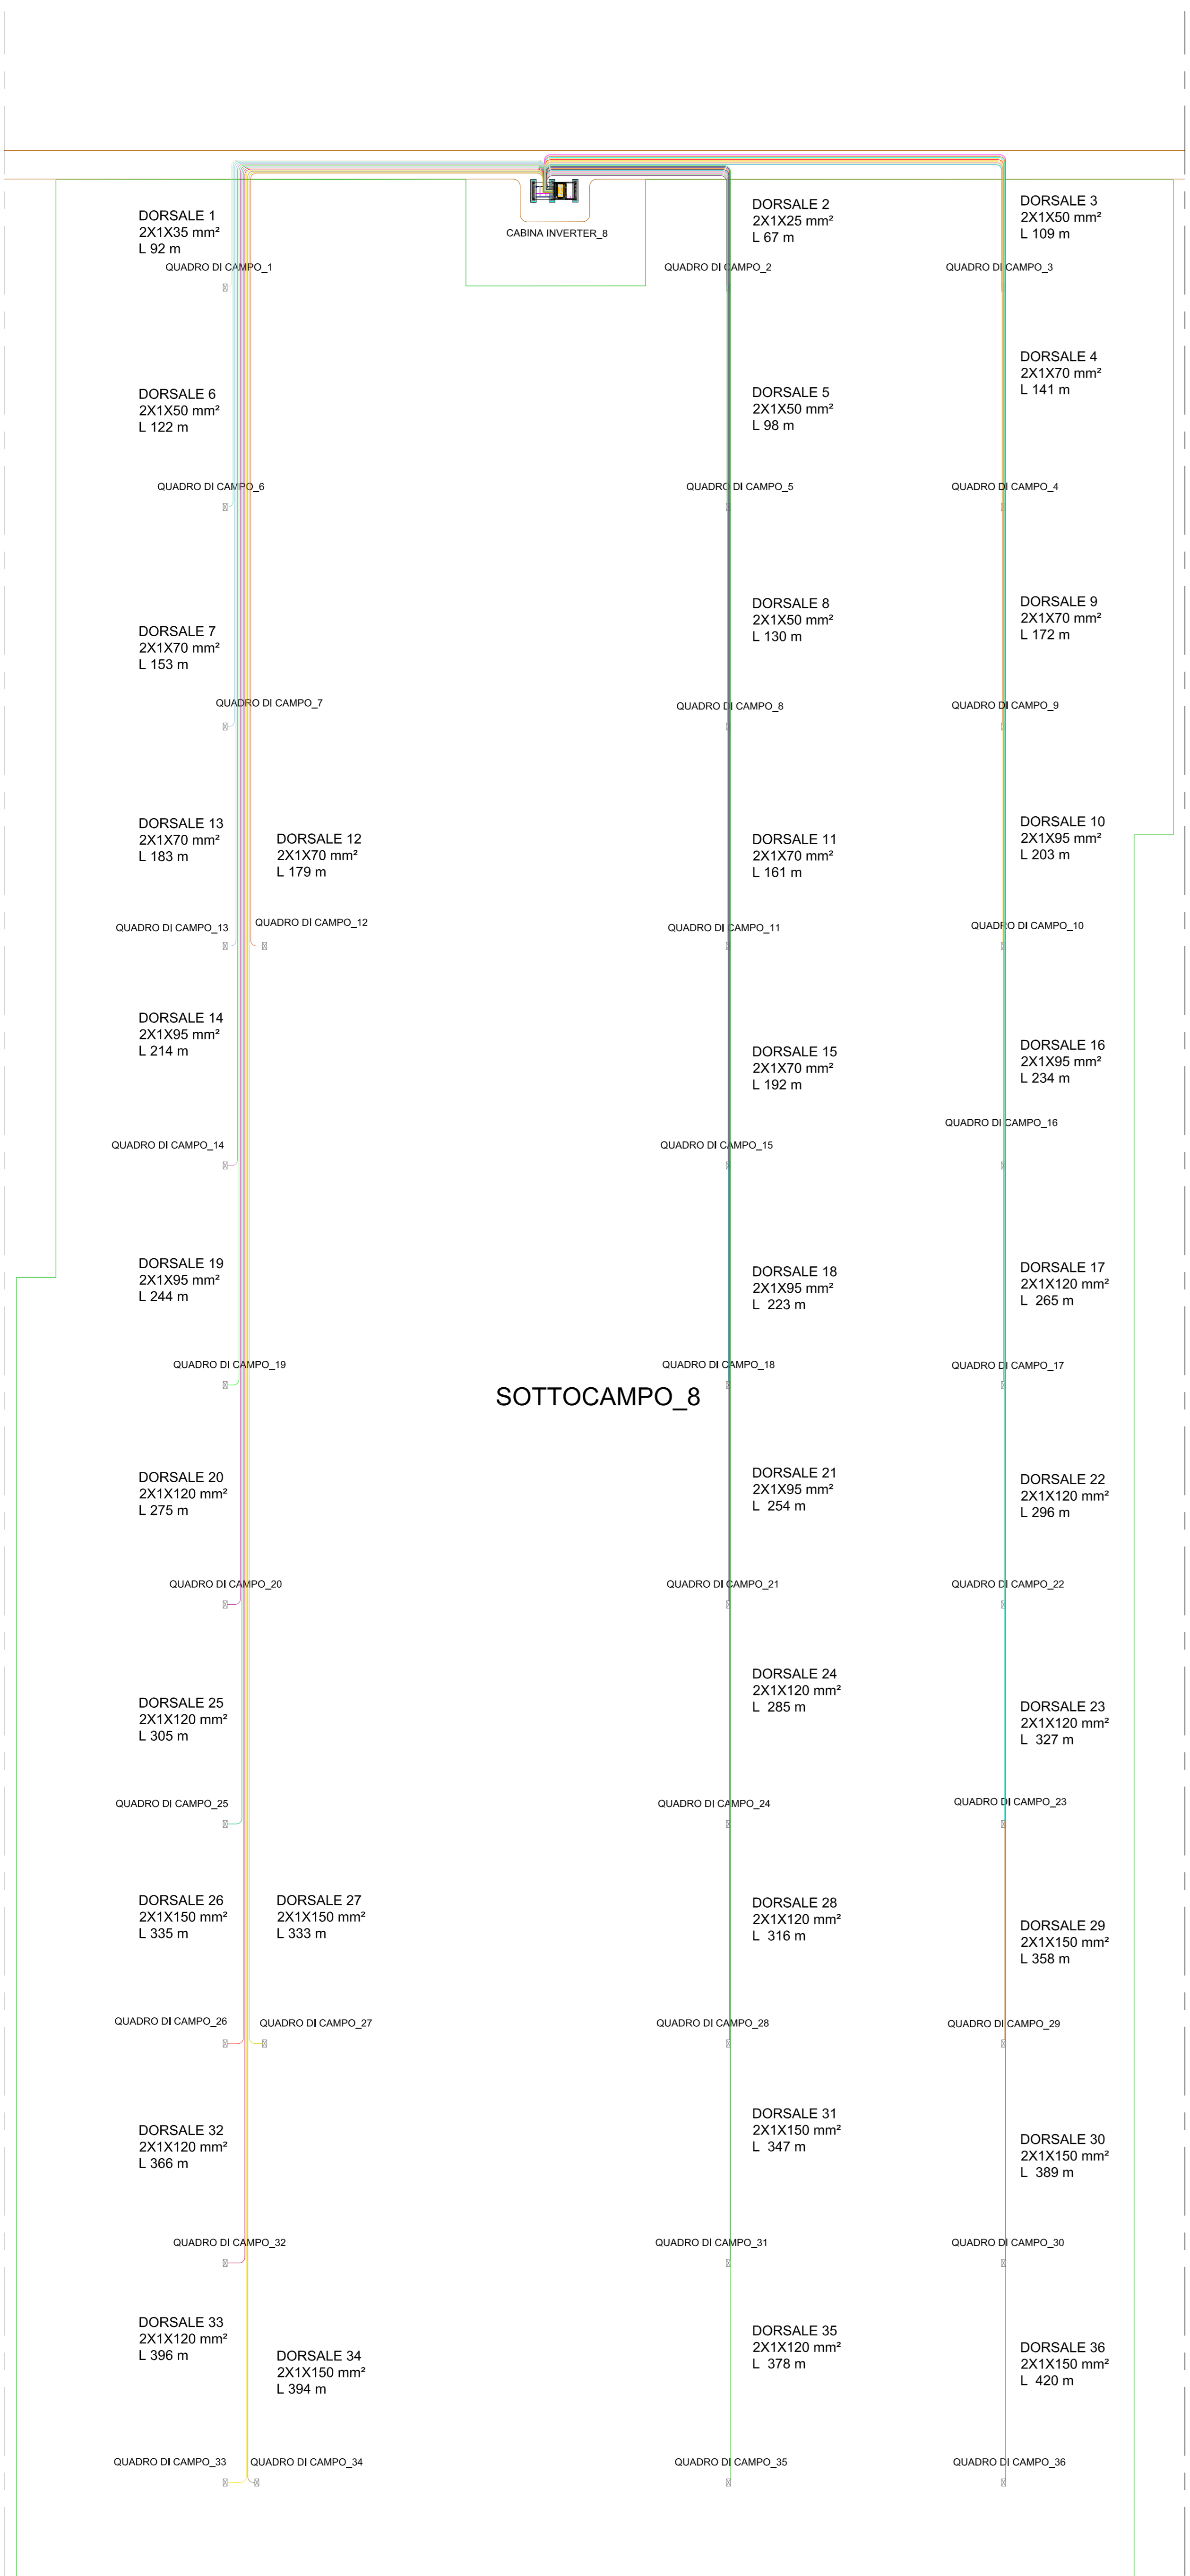 DORSALE 1
2X1X35 mm²
L 92 m
DORSALE 2
2X1X25 mm²
L 67 m
DORSALE 3
2X1X50 mm²
L 109 m
CABINA INVERTER_8
QUADRO DI CAMPO_1
QUADRO DI CAMPO_2
QUADRO DI CAMPO_3
DORSALE 6
2X1X50 mm²
L 122 m
DORSALE 5
2X1X50 mm²
L 98 m
DORSALE 4
2X1X70 mm²
L 141 m
QUADRO DI CAMPO_6
QUADRO DI CAMPO_5
QUADRO DI CAMPO_4
DORSALE 7
2X1X70 mm²
L 153 m
DORSALE 8
2X1X50 mm²
L 130 m
DORSALE 9
2X1X70 mm²
L 172 m
QUADRO DI CAMPO_7
QUADRO DI CAMPO_8
QUADRO DI CAMPO_9
DORSALE 13
2X1X70 mm²
L 183 m
DORSALE 12
2X1X70 mm²
L 179 m
DORSALE 11
2X1X70 mm²
L 161 m
DORSALE 10
2X1X95 mm²
L 203 m
QUADRO DI CAMPO_13
QUADRO DI CAMPO_12
QUADRO DI CAMPO_11
QUADRO DI CAMPO_10
DORSALE 14
2X1X95 mm²
L 214 m
DORSALE 15
2X1X70 mm²
L 192 m
DORSALE 16
2X1X95 mm²
L 234 m
QUADRO DI CAMPO_14
QUADRO DI CAMPO_15
QUADRO DI CAMPO_16
DORSALE 19
2X1X95 mm²
L 244 m
DORSALE 18
2X1X95 mm²
L 223 m
DORSALE 17
2X1X120 mm²
L 265 m
QUADRO DI CAMPO_19
QUADRO DI CAMPO_18
QUADRO DI CAMPO_17
SOTTOCAMPO_8
DORSALE 20
2X1X120 mm²
L 275 m
DORSALE 21
2X1X95 mm²
L 254 m
DORSALE 22
2X1X120 mm²
L 296 m
QUADRO DI CAMPO_20
QUADRO DI CAMPO_21
QUADRO DI CAMPO_22
DORSALE 25
2X1X120 mm²
L 305 m
DORSALE 24
2X1X120 mm²
L 285 m
DORSALE 23
2X1X120 mm²
L 327 m
QUADRO DI CAMPO_25
QUADRO DI CAMPO_24
QUADRO DI CAMPO_23
DORSALE 26
2X1X150 mm²
L 335 m
DORSALE 27
2X1X150 mm²
L 333 m
DORSALE 28
2X1X120 mm²
L 316 m
DORSALE 29
2X1X150 mm²
L 358 m
QUADRO DI CAMPO_26
QUADRO DI CAMPO_27
QUADRO DI CAMPO_28
QUADRO DI CAMPO_29
DORSALE 32
2X1X120 mm²
L 366 m
DORSALE 31
2X1X150 mm²
L 347 m
DORSALE 30
2X1X150 mm²
L 389 m
QUADRO DI CAMPO_32
QUADRO DI CAMPO_31
QUADRO DI CAMPO_30
DORSALE 33
2X1X120 mm²
L 396 m
DORSALE 34
2X1X150 mm²
L 394 m
DORSALE 35
2X1X120 mm²
L 378 m
DORSALE 36
2X1X150 mm²
L 420 m
QUADRO DI CAMPO_33
QUADRO DI CAMPO_34
QUADRO DI CAMPO_35
QUADRO DI CAMPO_36